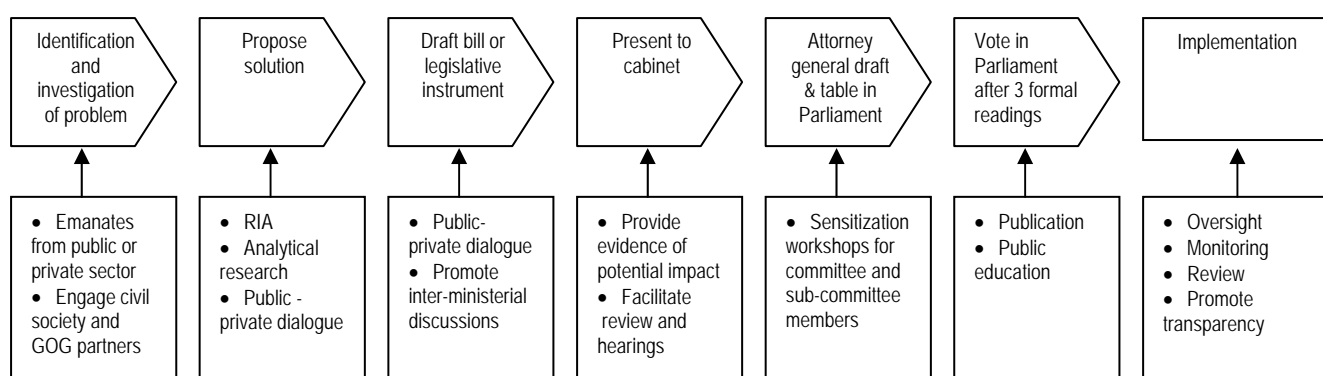 Identification
and
investigation
of problem
Propose
solution
Draft bill or
legislative
instrument
Present to
cabinet
Attorney
general draft
& table in
Parliament
Vote in
Parliament
after 3 formal
readings
Implementation
• Emanates
from public or
private sector
• Engage civil
society and
GOG partners
• RIA
• Analytical
research
• Public -
private dialogue
• Public-
private dialogue
• Promote
inter-ministerial
discussions
• Provide
evidence of
potential impact
• Facilitate
review and
hearings
• Sensitization
workshops for
committee and
sub-committee
members
• Publication
• Public
education
• Oversight
• Monitoring
• Review
• Promote
transparency